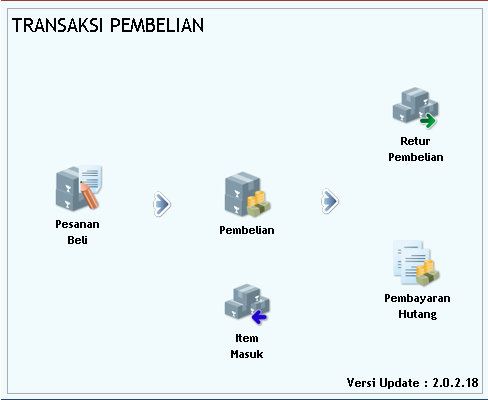 TRANSAKSI PEMBELIAN
Retur
Pembelian
Pesanan
Beli
Pembelian
Pembayaran
Hutang
Item
Masuk
Versi Update : 2.0.2.18